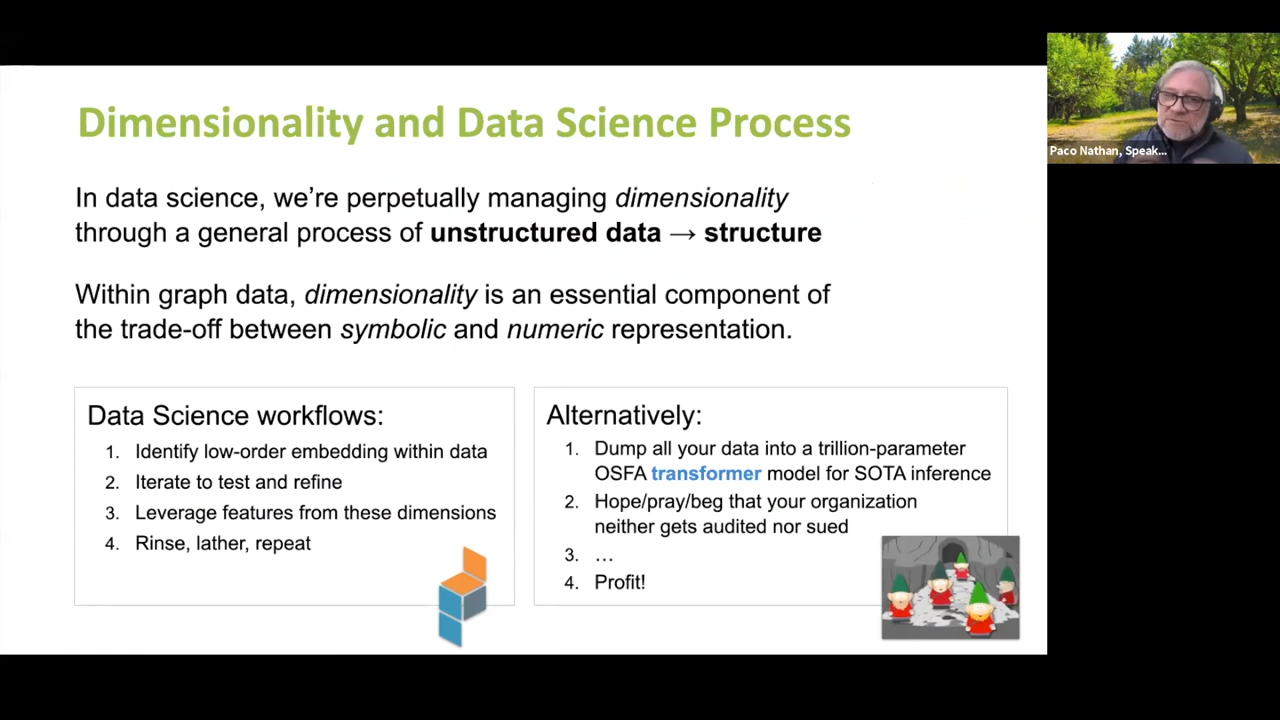 Dimensionality and Data Science Process
In data science, we're perpetually managing dimensionality
through a general process of unstructured data → structure
Within graph data, dimensionality is an essential component of
the trade-off between symbolic and numeric representation.
Data Science workflows:
1. Identify low-order embedding within data
2. Iterate to test and refine
3. Leverage features from these dimensions
4. Rinse, lather, repeat
Alternatively:
1. Dump all your data into a trillion-parameter
OSFA transformer model for SOTA inference
2. Hope/pray/beg that your organization
neither gets audited nor sued
3. …
4. Profit!
Paco Nathan, Speak...